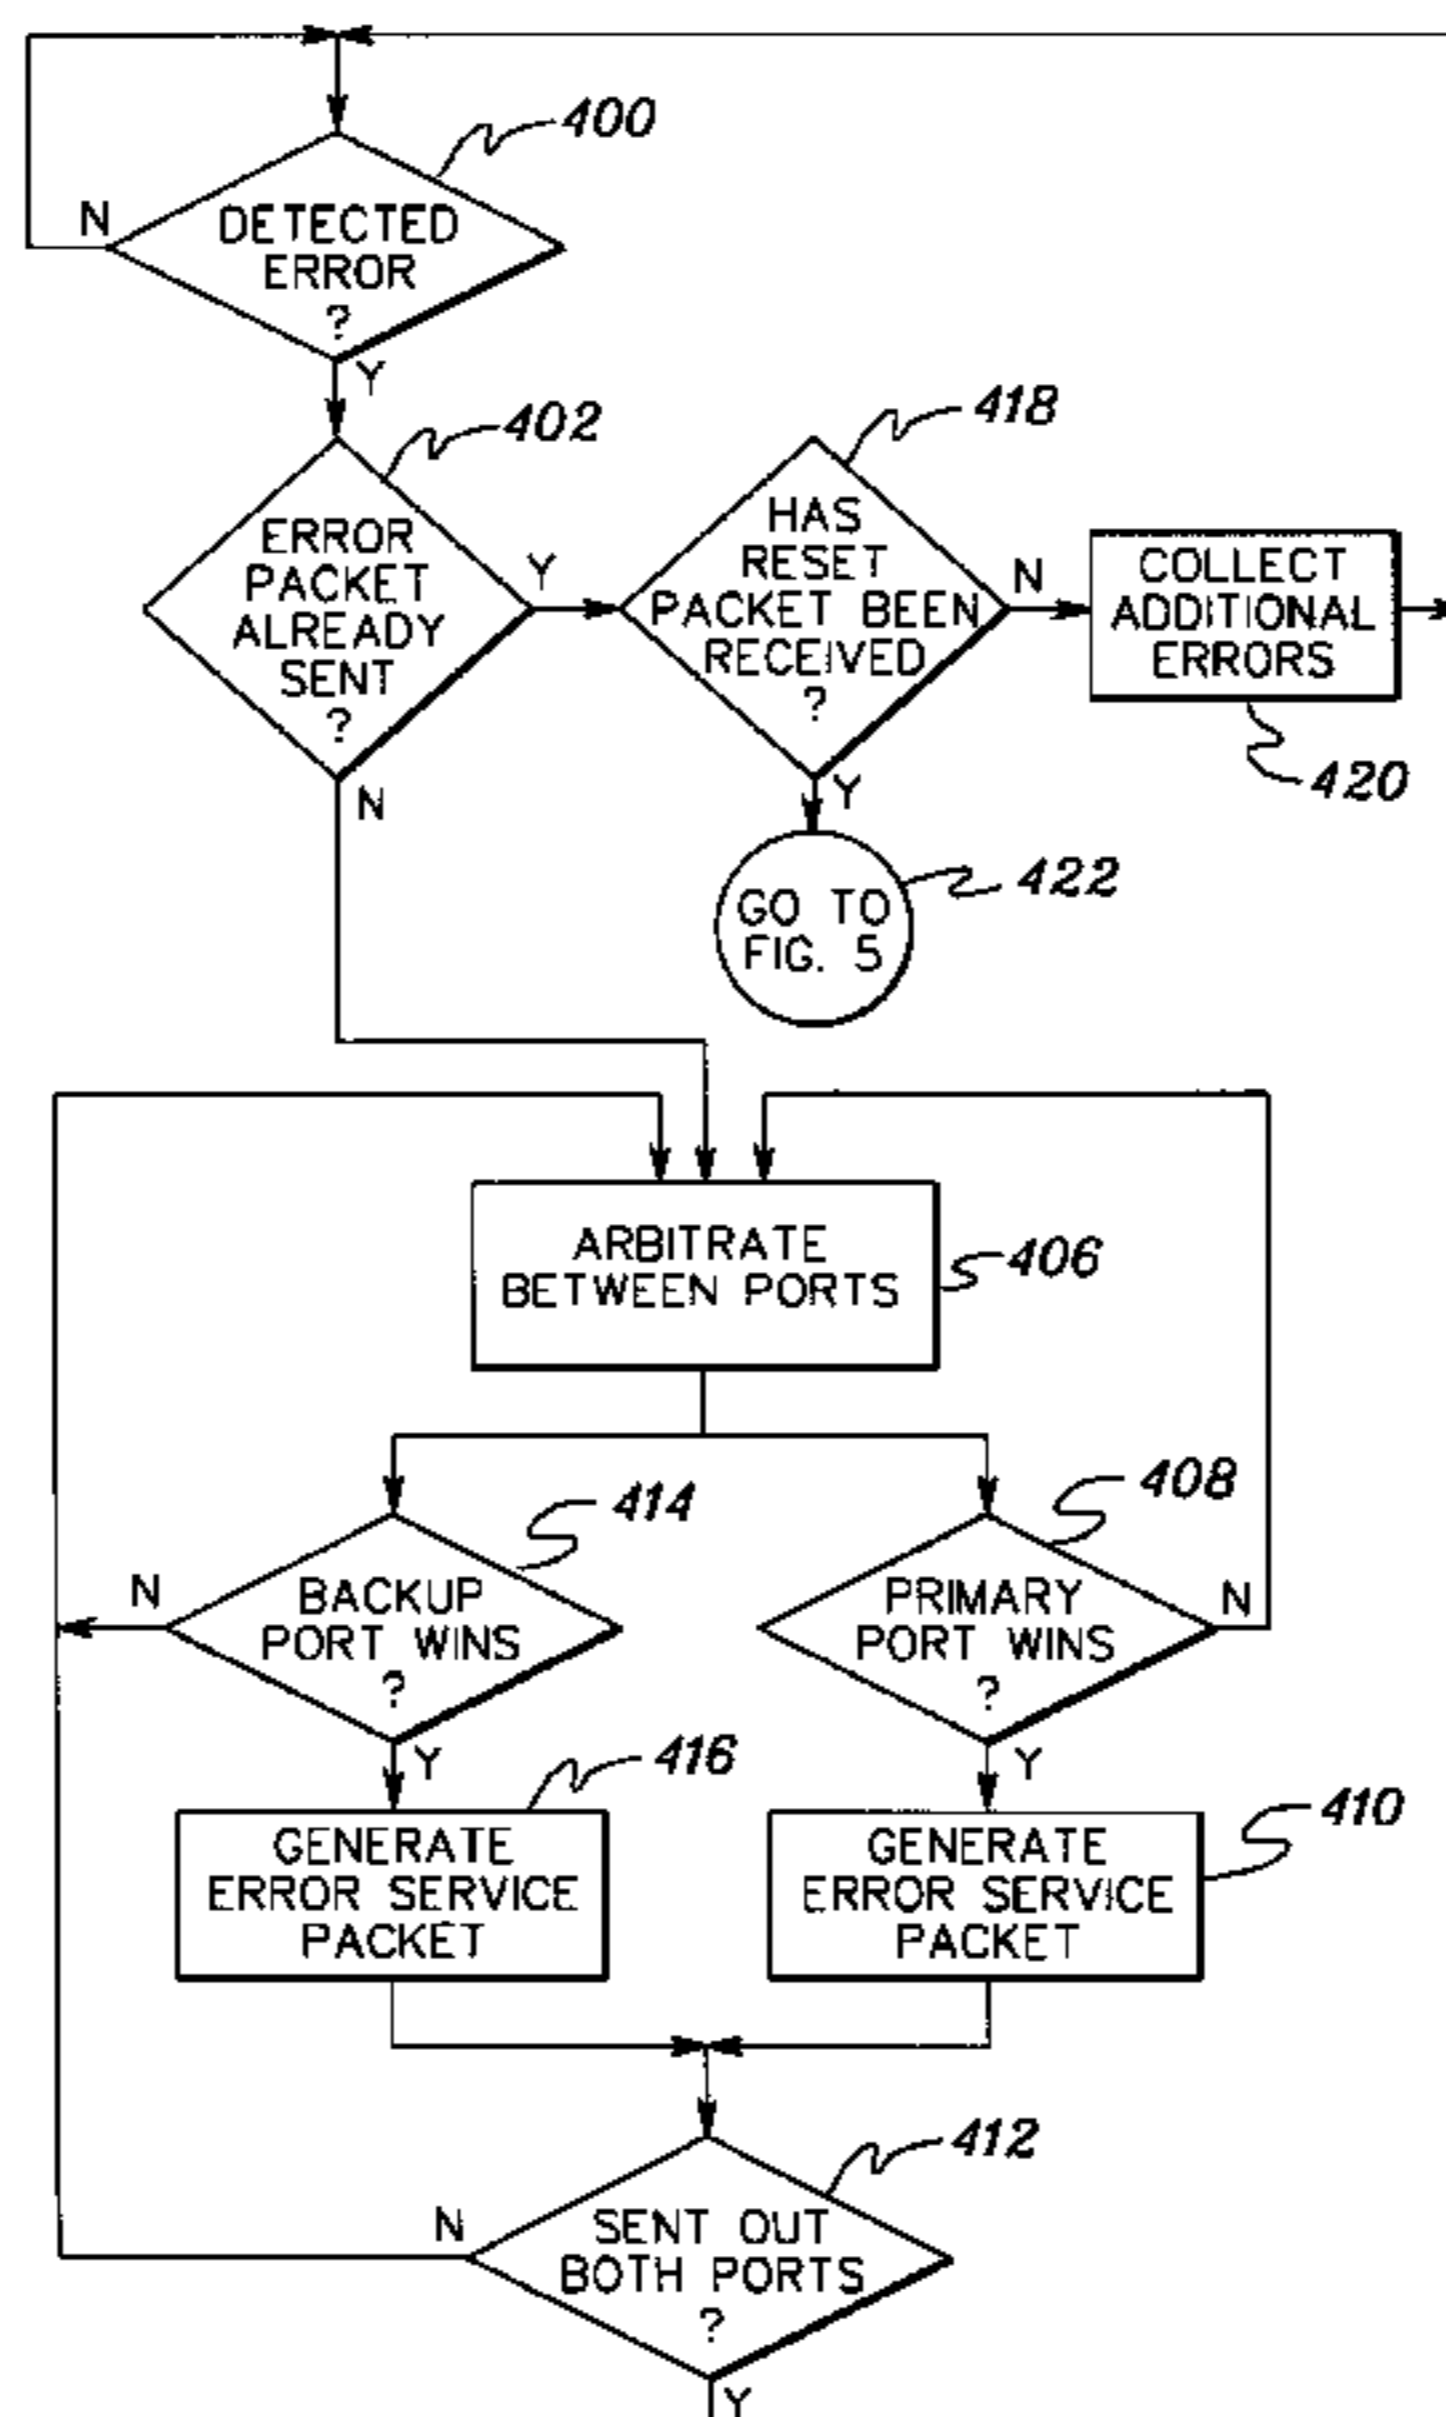 400
N
DETECTED
ERROR
?
Y
402
ERROR
PACKET
ALREADY
SENT
?
Y
N
418
HAS
RESET
PACKET BEEN
RECEIVED
?
N
Y
COLLECT
ADDITIONAL
ERRORS
420
GO TO
FIG. 5
422
ARBITRATE
BETWEEN PORTS
406
414
N
BACKUP
PORT WINS
?
Y
408
PRIMARY
PORT WINS
?
N
Y
416
GENERATE
ERROR SERVICE
PACKET
410
GENERATE
ERROR SERVICE
PACKET
412
N
SENT OUT
BOTH PORTS
?
Y